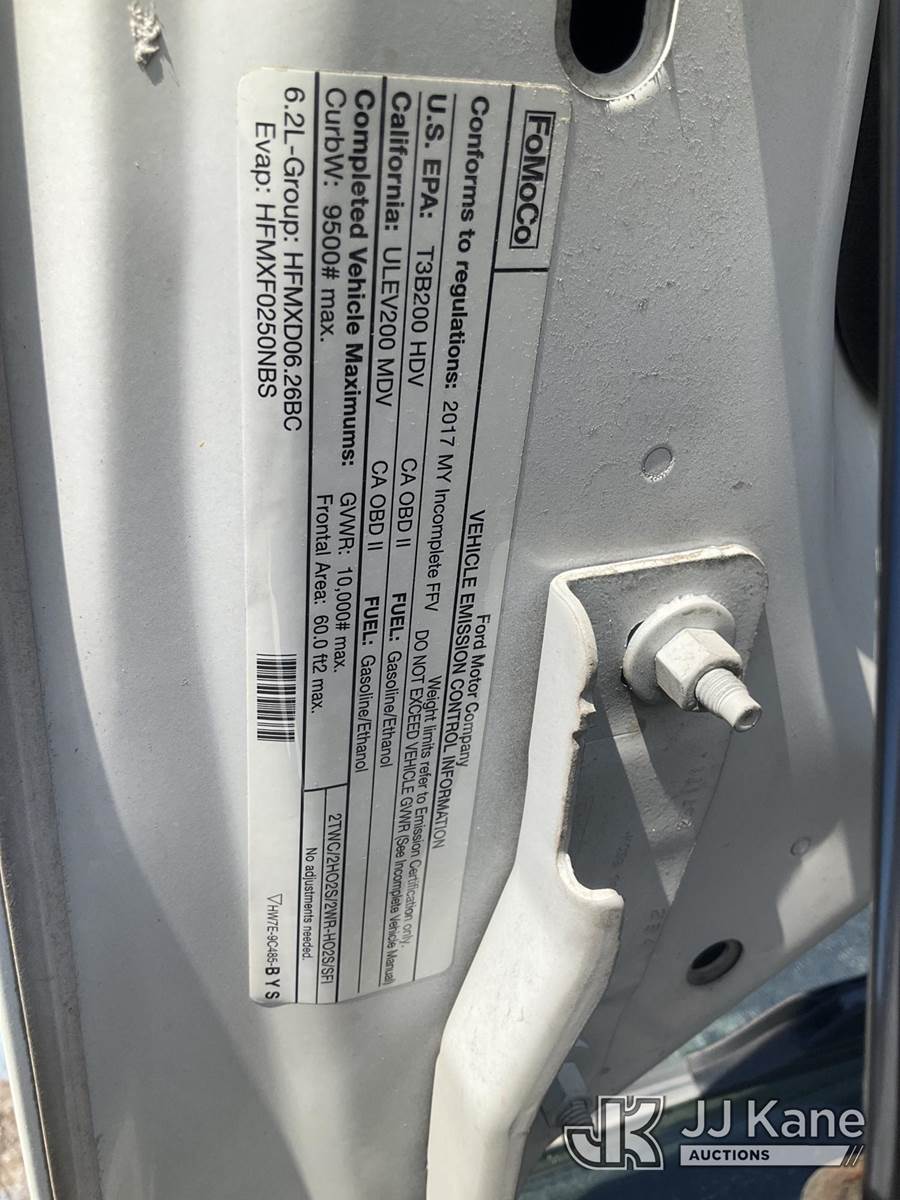 FoMoCo
Ford Motor Company
VEHICLE EMISSION CONTROL INFORMATION
Conforms to regulations: 2017 MY Incomplete FFV
Weight limits refer to Emission Certification only.
DO NOT EXCEED VEHICLE GVWR (See Incomplete Vehicle Manual)
U.S. EPA: T3B200 HDV CA OBD II FUEL: Gasoline/Ethanol
California: ULEV200 MDV CA OBD II FUEL: Gasoline/Ethanol
Completed Vehicle Maximums: GVWR: 10,000# max.
CurbW: 9500# max. Frontal Area: 60.0 ft2 max.
2TWC/2HO2S/2WR-HO2S/SFI
No adjustments needed.
6.2L-Group: HFMXD06.26BC
Evap: HFMXF0250NBS
HW7E-9C485-BYS
JK JJ Kane
AUCTIONS